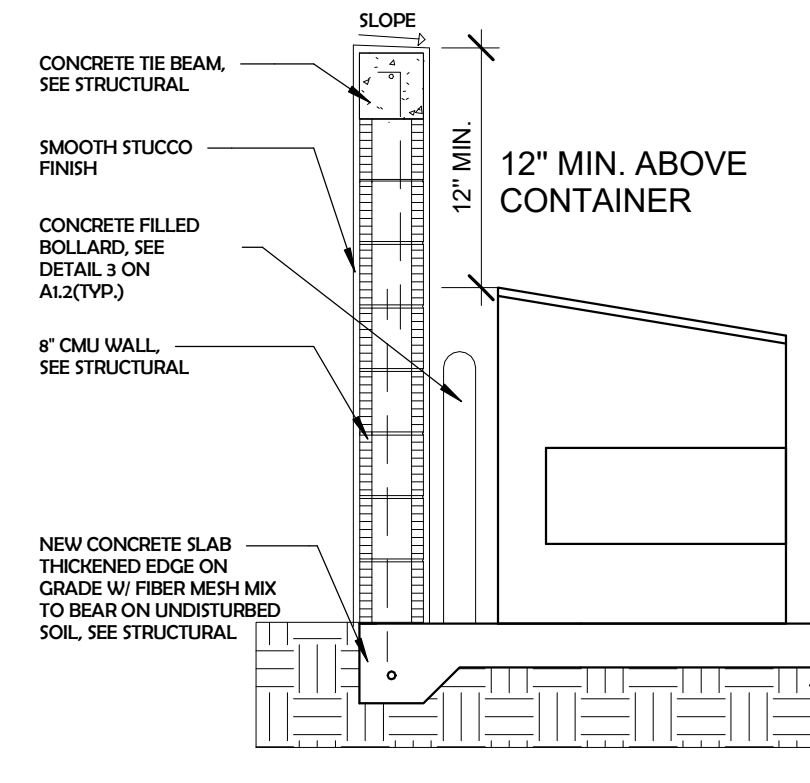 SLOPE
CONCRETE TIE BEAM,
SEE STRUCTURAL
SMOOTH STUCCO
FINISH
CONCRETE FILLED
BOLLARD, SEE
DETAIL 3 ON
A1.2(TYP.)
8" CMU WALL,
SEE STRUCTURAL
NEW CONCRETE SLAB
THICKENED EDGE ON
GRADE W/ FIBER MESH MIX
TO BEAR ON UNDISTURBED
SOIL, SEE STRUCTURAL
12" MIN.
12" MIN. ABOVE
CONTAINER